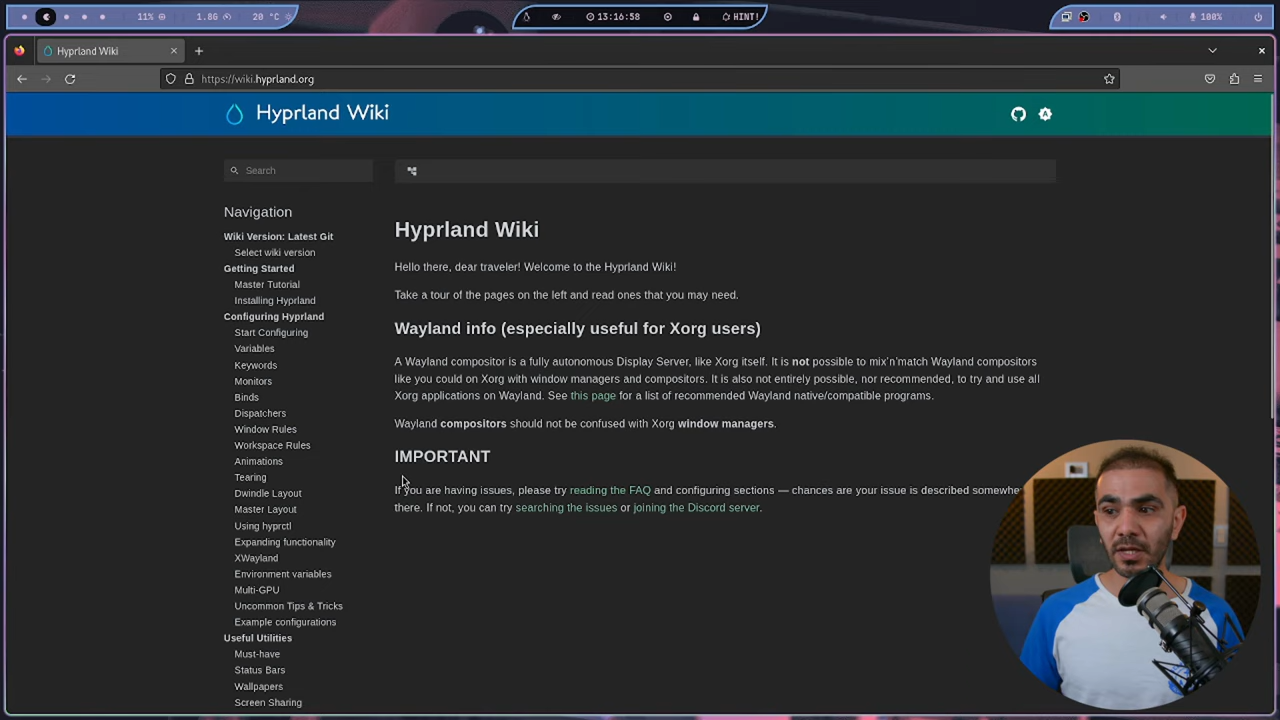 11%
1.8G
20 °C
13:16:58
HINT!
100%
Hyprland Wiki
https://wiki.hyprland.org
Hyprland Wiki
Search
Navigation
Wiki Version: Latest Git
Select wiki version
Getting Started
Master Tutorial
Installing Hyprland
Configuring Hyprland
Start Configuring
Variables
Keywords
Monitors
Binds
Dispatchers
Window Rules
Workspace Rules
Animations
Tearing
Dwindle Layout
Master Layout
Using hyprctl
Expanding functionality
XWayland
Environment variables
Multi-GPU
Uncommon Tips & Tricks
Example configurations
Useful Utilities
Must-have
Status Bars
Wallpapers
Screen Sharing
Hyprland Wiki
Hello there, dear traveler! Welcome to the Hyprland Wiki!
Take a tour of the pages on the left and read ones that you may need.
Wayland info (especially useful for Xorg users)
A Wayland compositor is a fully autonomous Display Server, like Xorg itself. It is not possible to mix’n’match Wayland compositors
like you could on Xorg with window managers and compositors. It is also not entirely possible, nor recommended, to try and use all
Xorg applications on Wayland. See this page for a list of recommended Wayland native/compatible programs.
Wayland compositors should not be confused with Xorg window managers.
IMPORTANT
If you are having issues, please try reading the FAQ and configuring sections — chances are your issue is described somewhe
there. If not, you can try searching the issues or joining the Discord server.